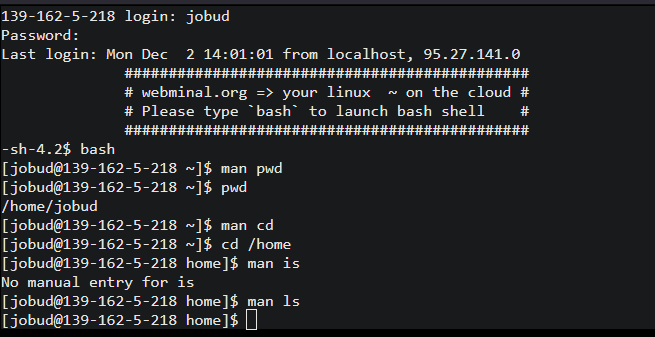 139-162-5-218 login: jobud
Password:
Last login: Mon Dec  2 14:01:01 from localhost, 95.27.141.0
##############################################
# webminal.org => your linux  ~ on the cloud #
# Please type `bash` to launch bash shell    #
##############################################
-sh-4.2$ bash
[jobud@139-162-5-218 ~]$ man pwd
[jobud@139-162-5-218 ~]$ pwd
/home/jobud
[jobud@139-162-5-218 ~]$ man cd
[jobud@139-162-5-218 ~]$ cd /home
[jobud@139-162-5-218 home]$ man is
No manual entry for is
[jobud@139-162-5-218 home]$ man ls
[jobud@139-162-5-218 home]$